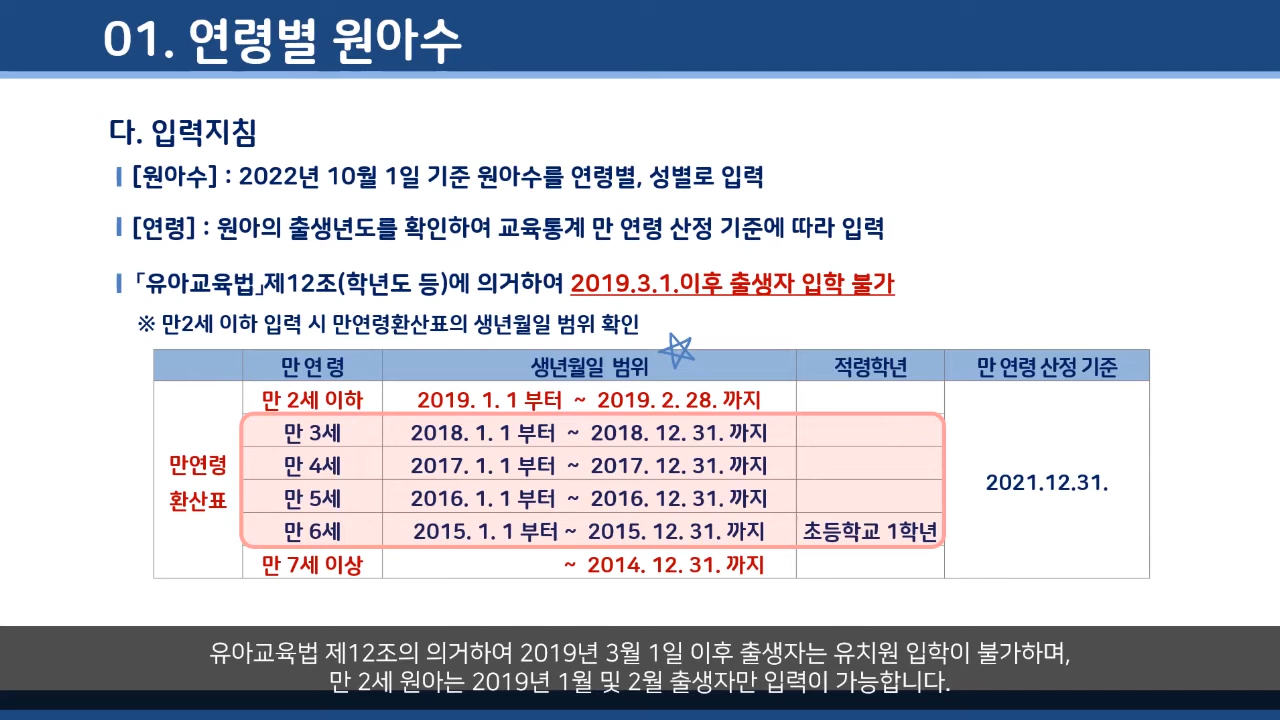 01. 연령별 원아수
다. 입력지침
[원아수] : 2022년 10월 1일 기준 원아수를 연령별, 성별로 입력
[연령] : 원아의 출생년도를 확인하여 교육통계 만 연령 산정 기준에 따라 입력
「유아교육법」제12조(학년도 등)에 의거하여 2019.3.1.이후 출생자 입학 불가
※ 만2세 이하 입력 시 만연령환산표의 생년월일 범위 확인
만 연 령 생년월일 범위 적령학년 만 연령 산정 기준
만 2세 이하 2019. 1. 1 부터 ~ 2019. 2. 28. 까지
만 3세 2018. 1. 1 부터 ~ 2018. 12. 31. 까지
만연령 환산표 만 4세 2017. 1. 1 부터 ~ 2017. 12. 31. 까지 2021.12.31.
만 5세 2016. 1. 1 부터 ~ 2016. 12. 31. 까지
만 6세 2015. 1. 1 부터 ~ 2015. 12. 31. 까지 초등학교 1학년
만 7세 이상 ~ 2014. 12. 31. 까지
유아교육법 제12조의 의거하여 2019년 3월 1일 이후 출생자는 유치원 입학이 불가하며,
만 2세 원아는 2019년 1월 및 2월 출생자만 입력이 가능합니다.